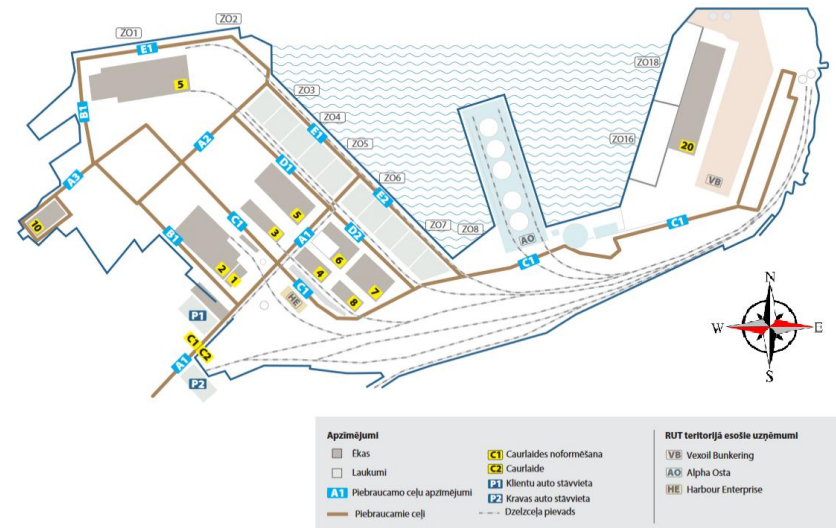 ZO1
ZO2
E1
5
B1
ZO3
ZO4
E1
ZO5
ZO6
A2
D1
E2
A3
10
5
C1
3
A1
D2
6
B1
2
1
4
7
C1
8
HE
ZO7
ZO8
AO
C1
ZO18
ZO16
20
VB
C1
P1
C1
C2
A1
P2
N
W
E
S
Apzīmējumi
Ēkas
Laukumi
A1 Piebraucamo ceļu apzīmējumi
Piebraucamie ceļi
C1 Caurlaides noformēšana
C2 Caurlaide
P1 Klientu auto stāvvieta
P2 Kravas auto stāvvieta
Dzelzceļa pievads
RUT teritorijā esošie uzņēmumi
VB Vexoil Bunkering
AO Alpha Osta
HE Harbour Enterprise